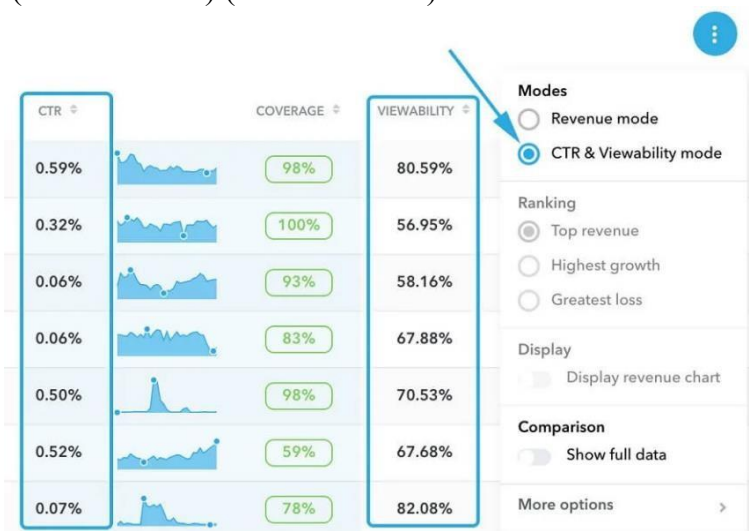 CTR COVERAGE VIEWABILITY
0.59% 98% 80.59%
0.32% 100% 56.95%
0.06% 93% 58.16%
0.06% 83% 67.88%
0.50% 98% 70.53%
0.52% 59% 67.68%
0.07% 78% 82.08%
Modes
Revenue mode
CTR & Viewability mode
Ranking
Top revenue
Highest growth
Greatest loss
Display
Display revenue chart
Comparison
Show full data
More options